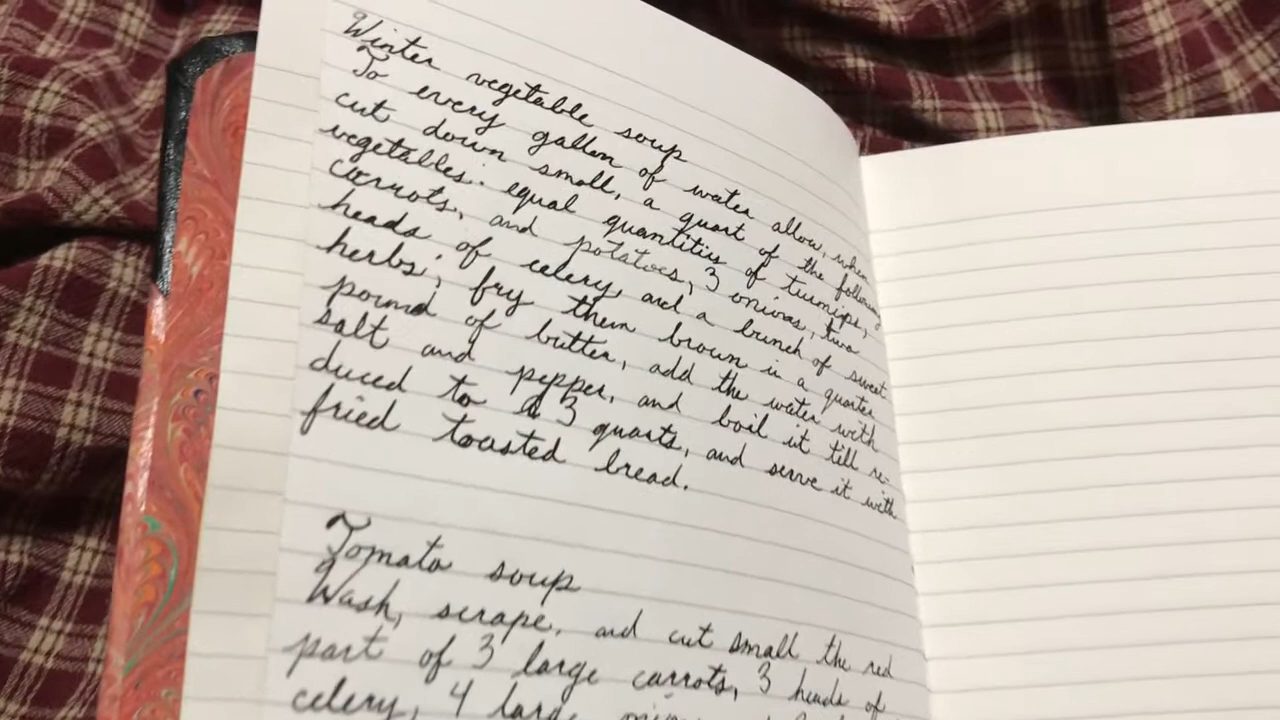 Winter vegetable soup
To every gallon of water allow, when
cut down small, a quart of the following
vegetables: equal quantities of turnips,
carrots, and potatoes, 3 onions, two
heads of celery and a bunch of sweet
herbs; fry them brown in a quarter
pound of butter, add the water with
salt and pepper, and boil it till re-
duced to 3 quarts, and serve it with
fried toasted bread.
Tomato soup
Wash, scrape, and cut small the red
part of 3 large carrots, 3 heads of
celery, 4 large